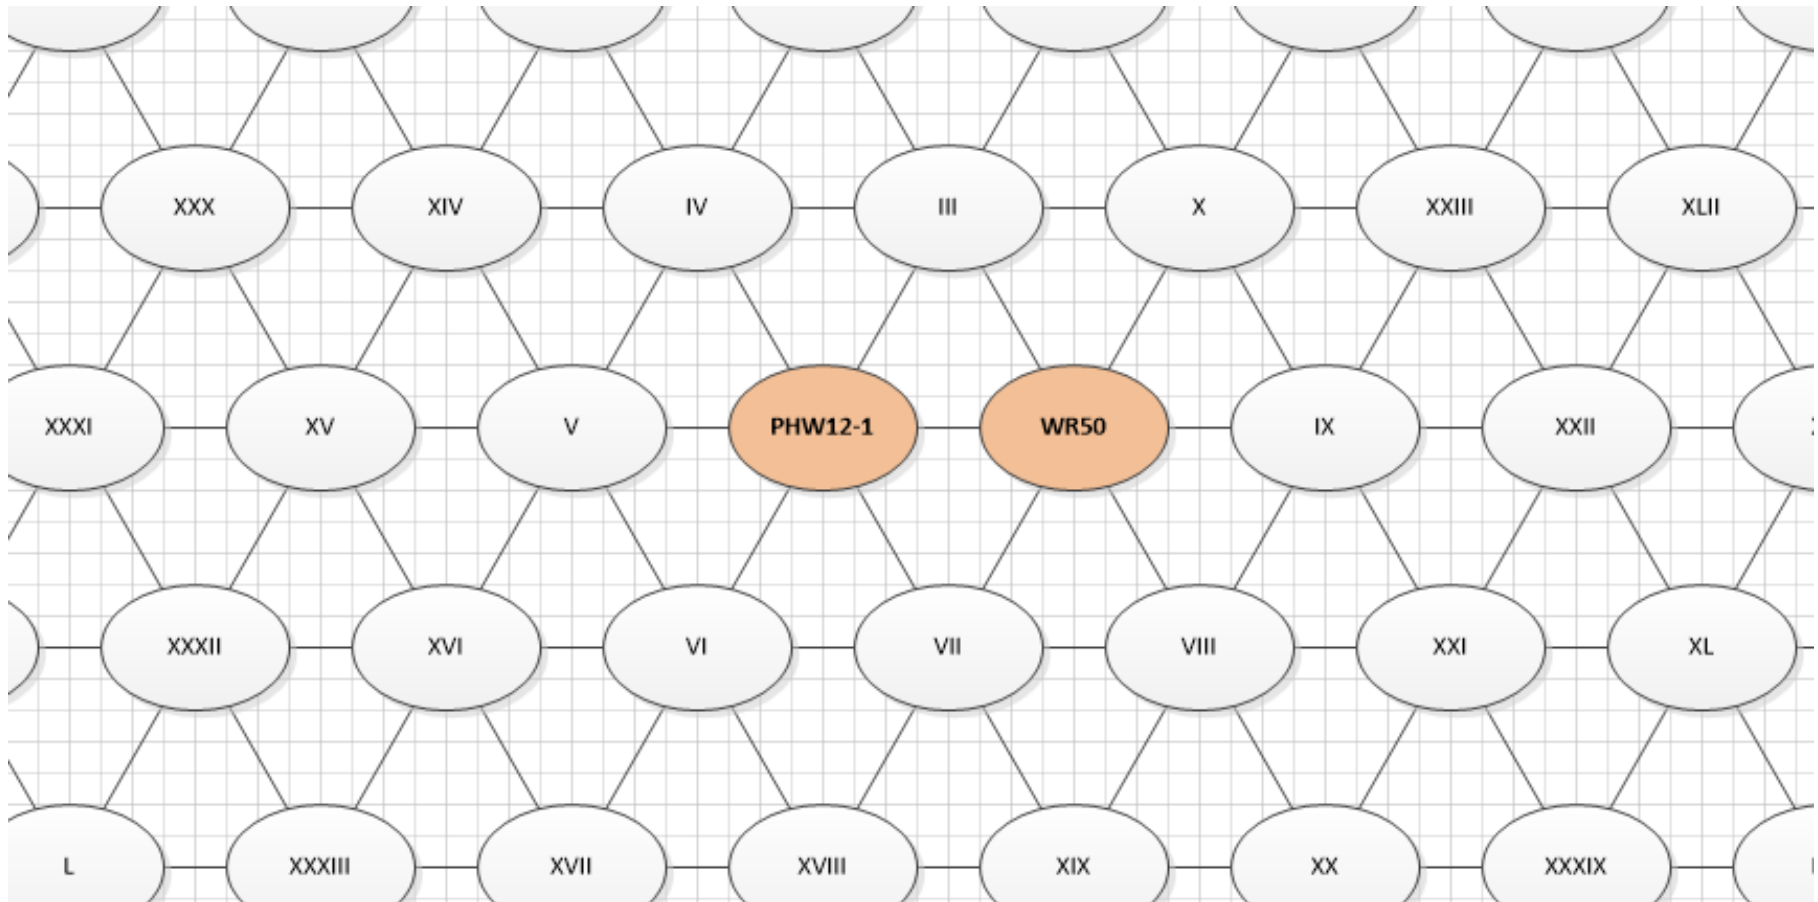 XXX XIV IV III X XXIII XLII
XXXI XV V PHW12-1 WR50 IX XXII
XXXII XVI VI VII VIII XXI XL
L XXXIII XVII XVIII XIX XX XXXIX